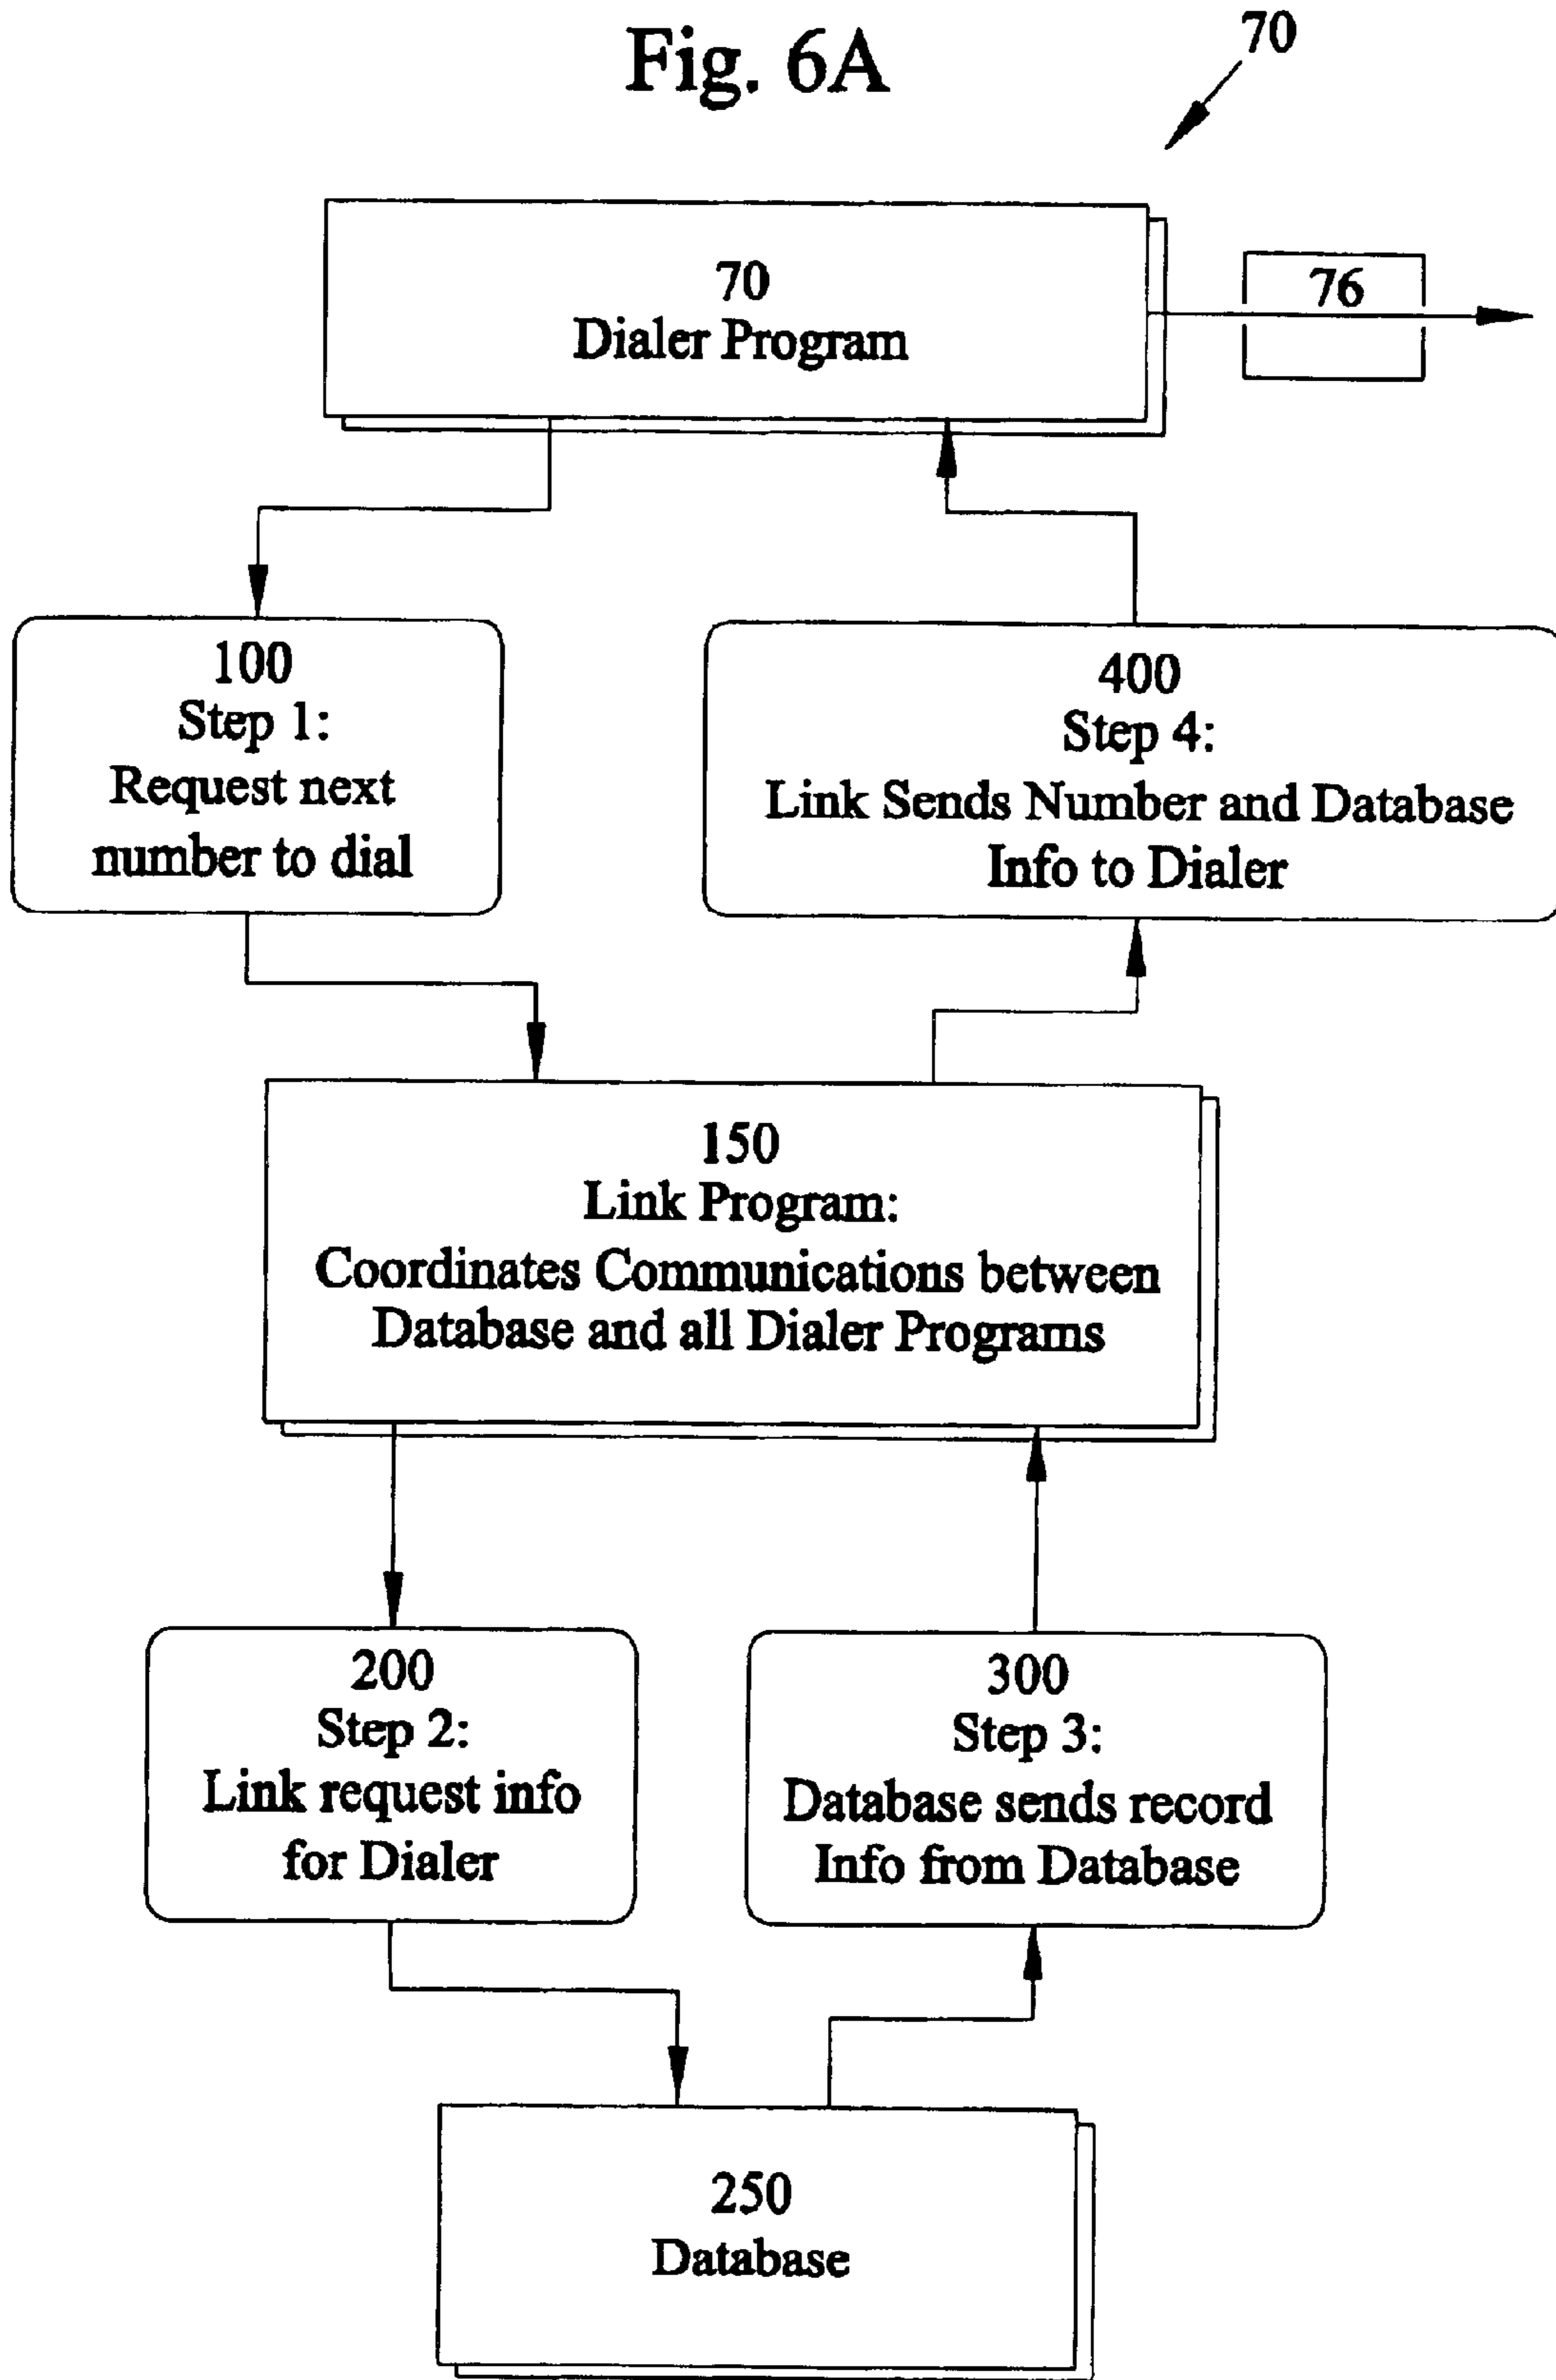 Fig. 6A
70
70
Dialer Program
76
100
Step 1:
Request next
number to dial
400
Step 4:
Link Sends Number and Database
Info to Dialer
150
Link Program:
Coordinates Communications between
Database and all Dialer Programs
200
Step 2:
Link request info
for Dialer
300
Step 3:
Database sends record
Info from Database
250
Database